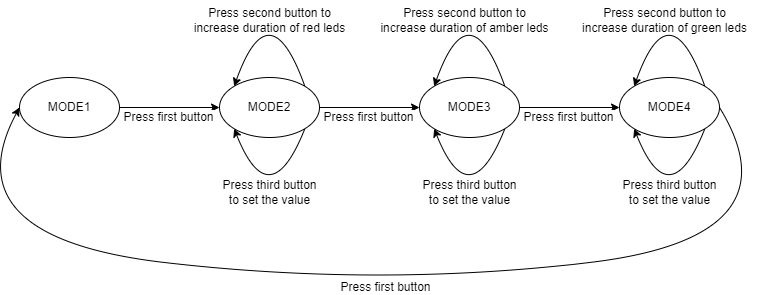 Press second button to
increase duration of red leds
Press second button to
increase duration of amber leds
Press second button to
increase duration of green leds
MODE1
Press first button
MODE2
Press first button
MODE3
Press first button
MODE4
Press third button
to set the value
Press third button
to set the value
Press third button
to set the value
Press first button